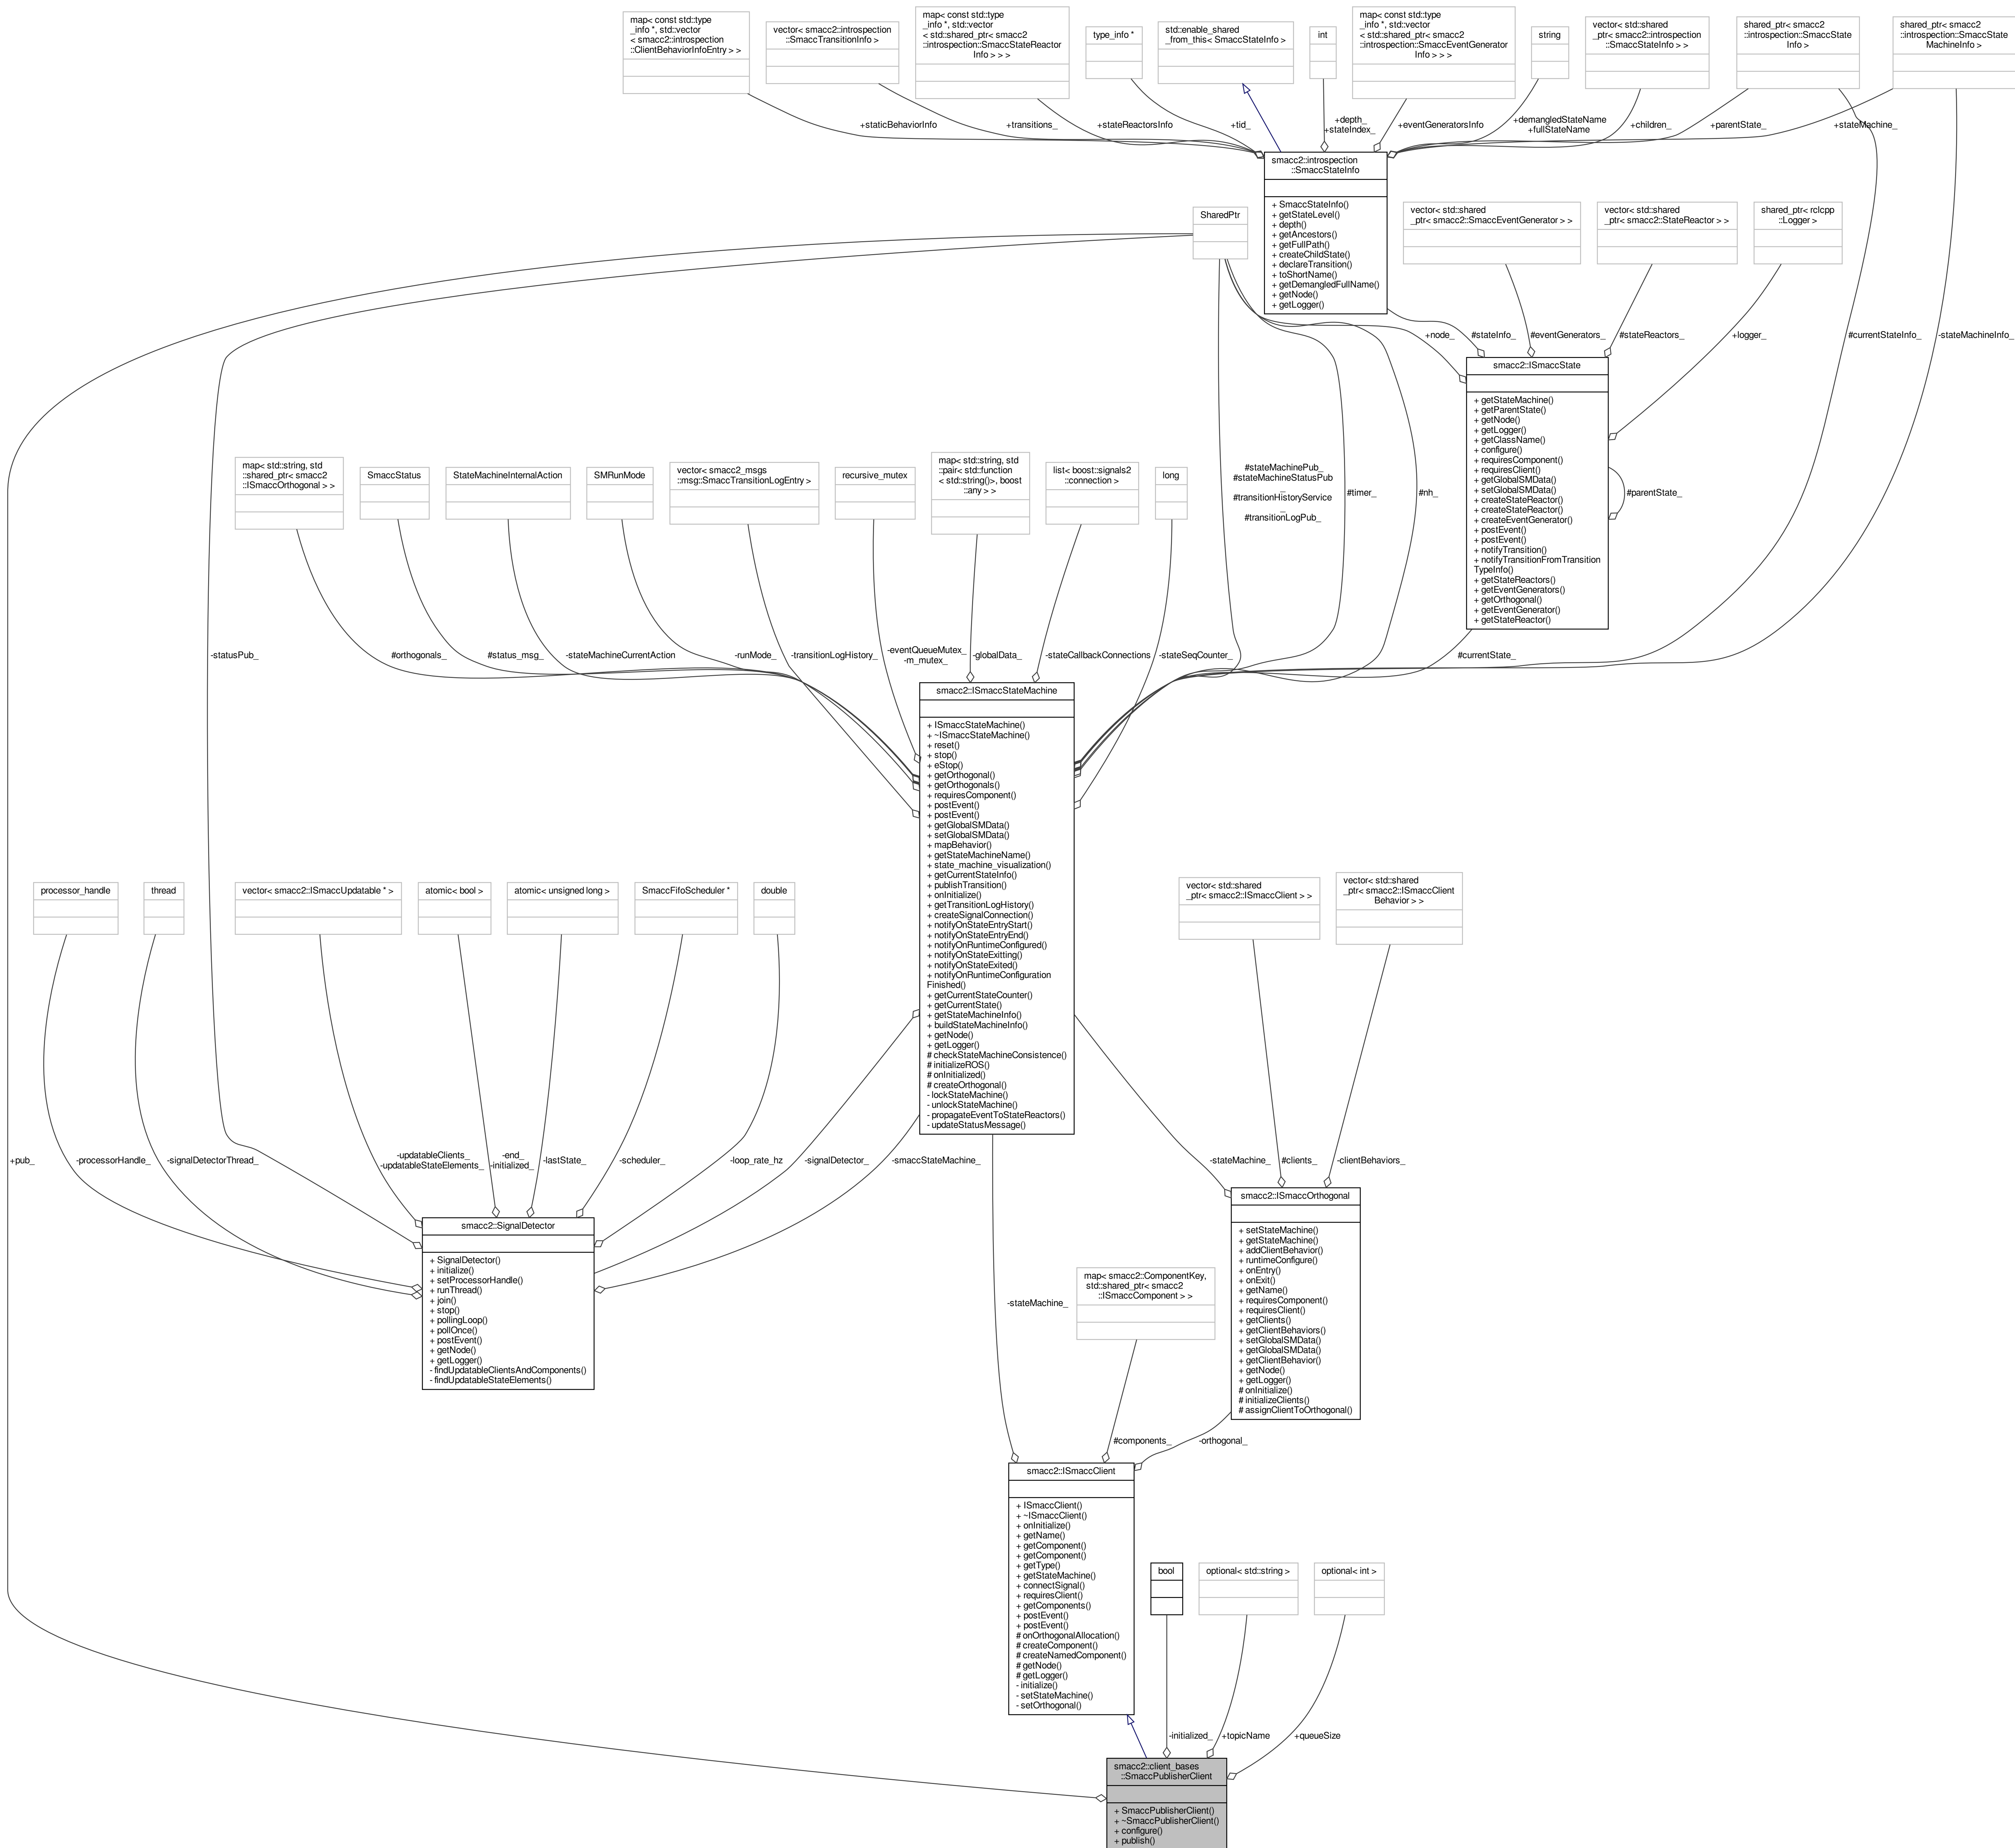 map< const std::type
_info *, std::vector
< smacc2::introspection
::ClientBehaviorInfoEntry > >
vector< smacc2::introspection
::SmaccTransitionInfo >
map< const std::type
_info *, std::vector
< std::shared_ptr< smacc2
::introspection::SmaccStateReactor
Info > > >
type_info *
std::enable_shared
_from_this< SmaccStateInfo >
int
map< const std::type
_info *, std::vector
< std::shared_ptr< smacc2
::introspection::SmaccEventGenerator
Info > > >
string
vector< std::shared
_ptr< smacc2::introspection
::SmaccStateInfo > >
shared_ptr< smacc2
::introspection::SmaccState
Info >
shared_ptr< smacc2
::introspection::SmaccState
MachineInfo >
+staticBehaviorInfo
+transitions_
+stateReactorsInfo
+tid_
+depth_
+stateIndex_
+eventGeneratorsInfo
+demangledStateName
+fullStateName
+children_
+parentState_
+stateMachine_
smacc2::introspection
::SmaccStateInfo
+ SmaccStateInfo()
+ getStateLevel()
+ depth()
+ getAncestors()
+ getFullPath()
+ createChildState()
+ declareTransition()
+ toShortName()
+ getDemangledFullName()
+ getNode()
+ getLogger()
SharedPtr
vector< std::shared
_ptr< smacc2::SmaccEventGenerator > >
vector< std::shared
_ptr< smacc2::StateReactor > >
shared_ptr< rclcpp
::Logger >
+node_
#stateInfo_
#eventGenerators_
#stateReactors_
+logger_
#currentStateInfo_
-stateMachineInfo_
smacc2::ISmaccState
+ getStateMachine()
+ getParentState()
+ getNode()
+ getLogger()
+ getClassName()
+ configure()
+ requiresComponent()
+ requiresClient()
+ getGlobalSMData()
+ setGlobalSMData()
+ createStateReactor()
+ createStateReactor()
+ createEventGenerator()
+ postEvent()
+ postEvent()
+ notifyTransition()
+ notifyTransitionFromTransition
TypeInfo()
+ getStateReactors()
+ getEventGenerators()
+ getOrthogonal()
+ getEventGenerator()
+ getStateReactor()
#parentState_
map< std::string, std
::shared_ptr< smacc2
::ISmaccOrthogonal > >
SmaccStatus
StateMachineInternalAction
SMRunMode
vector< smacc2_msgs
::msg::SmaccTransitionLogEntry >
recursive_mutex
map< std::string, std
::pair< std::function
< std::string()>, boost
::any > >
list< boost::signals2
::connection >
long
#stateMachinePub_
#stateMachineStatusPub
_
#transitionHistoryService
_
#transitionLogPub_
#timer_
#nh_
-statusPub_
#orthogonals_
#status_msg_
-stateMachineCurrentAction
-runMode_
-transitionLogHistory_
-eventQueueMutex_
-m_mutex_
-globalData_
-stateCallbackConnections
-stateSeqCounter_
#currentState_
smacc2::ISmaccStateMachine
+ ISmaccStateMachine()
+ ~ISmaccStateMachine()
+ reset()
+ stop()
+ eStop()
+ getOrthogonal()
+ getOrthogonals()
+ requiresComponent()
+ postEvent()
+ postEvent()
+ getGlobalSMData()
+ setGlobalSMData()
+ mapBehavior()
+ getStateMachineName()
+ state_machine_visualization()
+ getCurrentStateInfo()
+ publishTransition()
+ onInitialize()
+ getTransitionLogHistory()
+ createSignalConnection()
+ notifyOnStateEntryStart()
+ notifyOnStateEntryEnd()
+ notifyOnRuntimeConfigured()
+ notifyOnStateExitting()
+ notifyOnStateExited()
+ notifyOnRuntimeConfiguration
Finished()
+ getCurrentStateCounter()
+ getCurrentState()
+ getStateMachineInfo()
+ buildStateMachineInfo()
+ getNode()
+ getLogger()
# checkStateMachineConsistence()
# initializeROS()
# onInitialized()
# createOrthogonal()
- lockStateMachine()
- unlockStateMachine()
- propagateEventToStateReactors()
- updateStatusMessage()
processor_handle
thread
vector< smacc2::ISmaccUpdatable * >
atomic< bool >
atomic< unsigned long >
SmaccFifoScheduler *
double
vector< std::shared
_ptr< smacc2::ISmaccClient > >
vector< std::shared
_ptr< smacc2::ISmaccClient
Behavior > >
+pub_
-processorHandle_
-signalDetectorThread_
-updatableClients_
-updatableStateElements_
-end_
-initialized_
-lastState_
-scheduler_
-loop_rate_hz
-signalDetector_
-smaccStateMachine_
-stateMachine_
#clients_
-clientBehaviors_
smacc2::SignalDetector
+ SignalDetector()
+ initialize()
+ setProcessorHandle()
+ runThread()
+ join()
+ stop()
+ pollingLoop()
+ pollOnce()
+ postEvent()
+ getNode()
+ getLogger()
- findUpdatableClientsAndComponents()
- findUpdatableStateElements()
smacc2::ISmaccOrthogonal
+ setStateMachine()
+ getStateMachine()
+ addClientBehavior()
+ runtimeConfigure()
+ onEntry()
+ onExit()
+ getName()
+ requiresComponent()
+ requiresClient()
+ getClients()
+ getClientBehaviors()
+ setGlobalSMData()
+ getGlobalSMData()
+ getClientBehavior()
+ getNode()
+ getLogger()
# onInitialize()
# initializeClients()
# assignClientToOrthogonal()
-stateMachine_
map< smacc2::ComponentKey,
std::shared_ptr< smacc2
::ISmaccComponent > >
#components_
-orthogonal_
smacc2::ISmaccClient
+ ISmaccClient()
+ ~ISmaccClient()
+ onInitialize()
+ getName()
+ getComponent()
+ getComponent()
+ getType()
+ getStateMachine()
+ connectSignal()
+ requiresClient()
+ getComponents()
+ postEvent()
+ postEvent()
# onOrthogonalAllocation()
# createComponent()
# createNamedComponent()
# getNode()
# getLogger()
- initialize()
- setStateMachine()
- setOrthogonal()
bool
optional< std::string >
optional< int >
-initialized_
+topicName
+queueSize
smacc2::client_bases
::SmaccPublisherClient
+ SmaccPublisherClient()
+ ~SmaccPublisherClient()
+ configure()
+ publish()